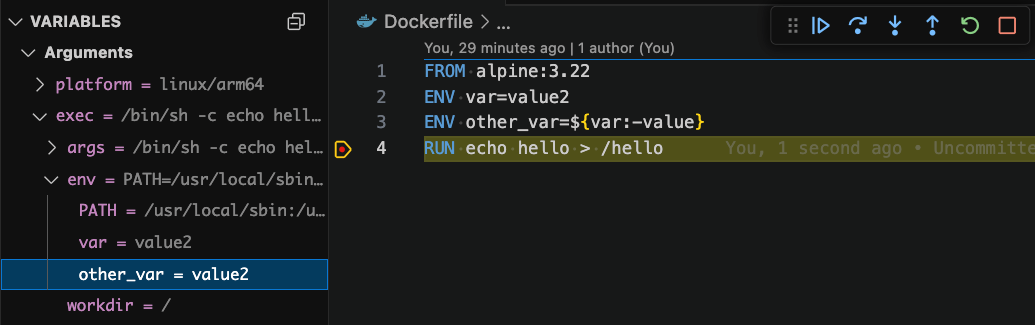 VARIABLES
Arguments
platform = linux/arm64
exec = /bin/sh -c echo hell…
args = /bin/sh -c echo hel…
env = PATH=/usr/local/sbin…
PATH = /usr/local/sbin:/u…
var = value2
other_var = value2
workdir = /
Dockerfile > ...
You, 29 minutes ago | 1 author (You)
1 FROM alpine:3.22
2 ENV var=value2
3 ENV other_var=${var:-value}
4 RUN echo hello > /hello You, 1 second ago • Uncommitte